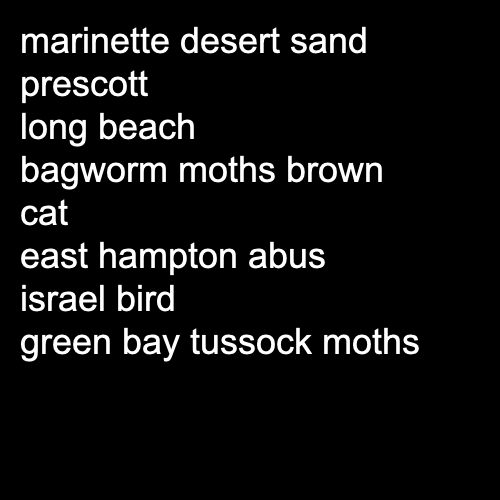 marinette desert sand
prescott
long beach
bagworm moths brown
cat
east hampton abus
israel bird
green bay tussock moths